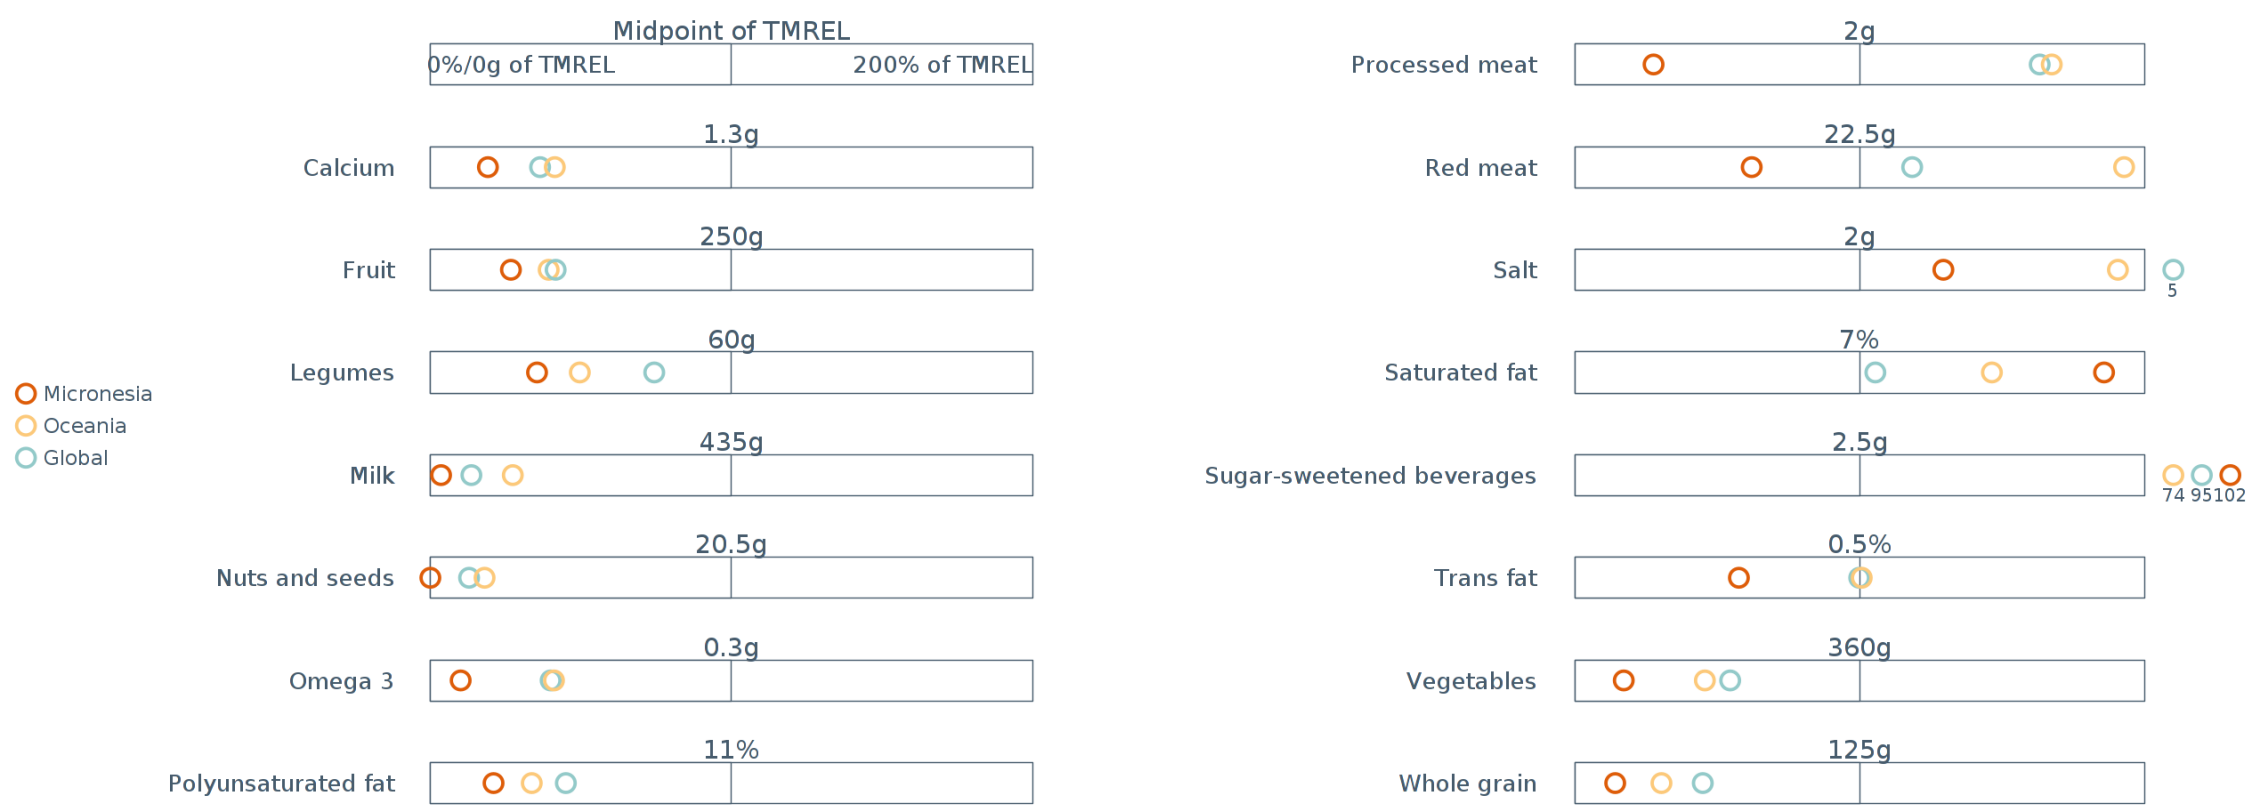 Midpoint of TMREL
0%/0g of TMREL 200% of TMREL
1.3g
Calcium
250g
Fruit
60g
Legumes
435g
Milk
20.5g
Nuts and seeds
0.3g
Omega 3
11%
Polyunsaturated fat
Micronesia
Oceania
Global
2g
Processed meat
22.5g
Red meat
2g
Salt
5
7%
Saturated fat
2.5g
Sugar-sweetened beverages
74 95 102
0.5%
Trans fat
360g
Vegetables
125g
Whole grain